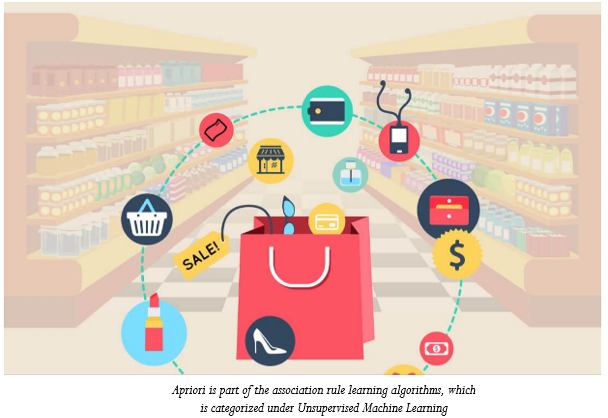 SALE!
$
Apriori is part of the association rule learning algorithms, which
is categorized under Unsupervised Machine Learning